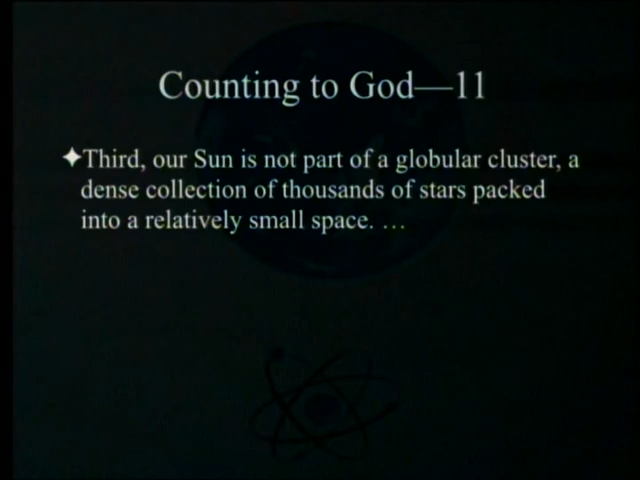 Counting to God—11
✦Third, our Sun is not part of a globular cluster, a
dense collection of thousands of stars packed
into a relatively small space. …